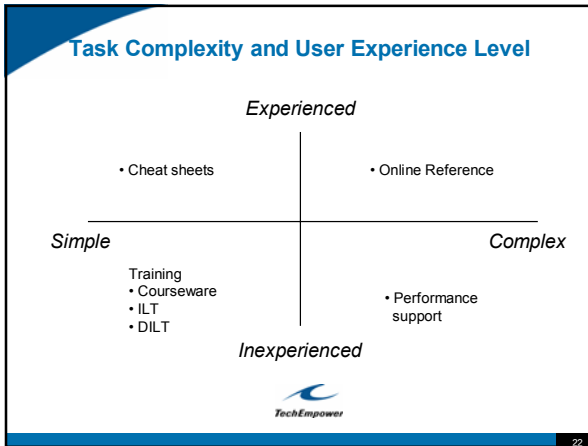 Task Complexity and User Experience Level
Experienced
• Cheat sheets
• Online Reference
Simple
Complex
Training
• Courseware
• ILT
• DILT
• Performance
support
Inexperienced
TechEmpower
22